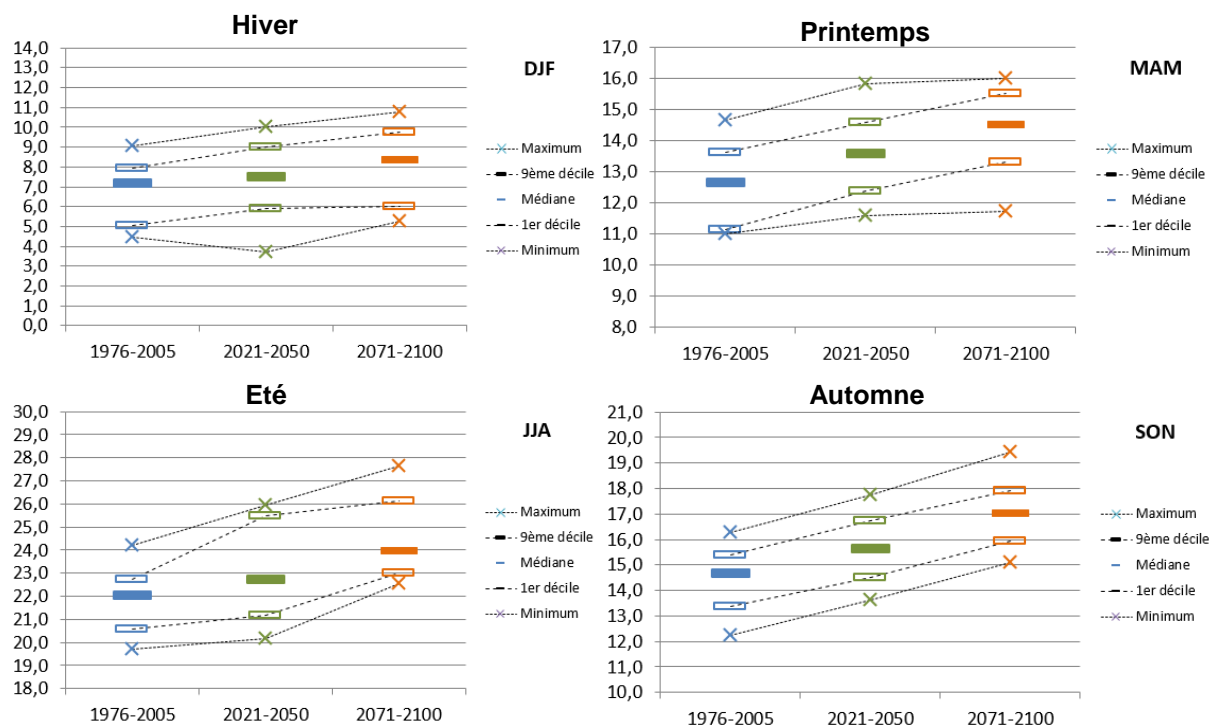 Hiver
14,0
13,0
12,0
11,0
10,0
9,0
8,0
7,0
6,0
5,0
4,0
3,0
2,0
1,0
0,0
1976-2005 2021-2050 2071-2100
DJF
Maximum
9ème décile
Médiane
1er décile
Minimum
Printemps
17,0
16,0
15,0
14,0
13,0
12,0
11,0
10,0
9,0
8,0
1976-2005 2021-2050 2071-2100
MAM
Maximum
9ème décile
Médiane
1er décile
Minimum
Eté
30,0
29,0
28,0
27,0
26,0
25,0
24,0
23,0
22,0
21,0
20,0
19,0
18,0
1976-2005 2021-2050 2071-2100
JJA
Maximum
9ème décile
Médiane
1er décile
Minimum
Automne
21,0
20,0
19,0
18,0
17,0
16,0
15,0
14,0
13,0
12,0
11,0
10,0
1976-2005 2021-2050 2071-2100
SON
Maximum
9ème décile
Médiane
1er décile
Minimum